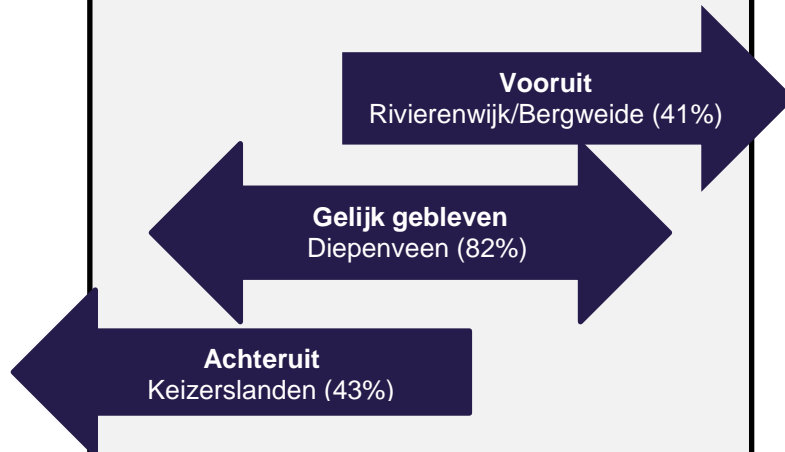 Vooruit
Rivierenwijk/Bergweide (41%)
Gelijk gebleven
Diepenveen (82%)
Achteruit
Keizerslanden (43%)